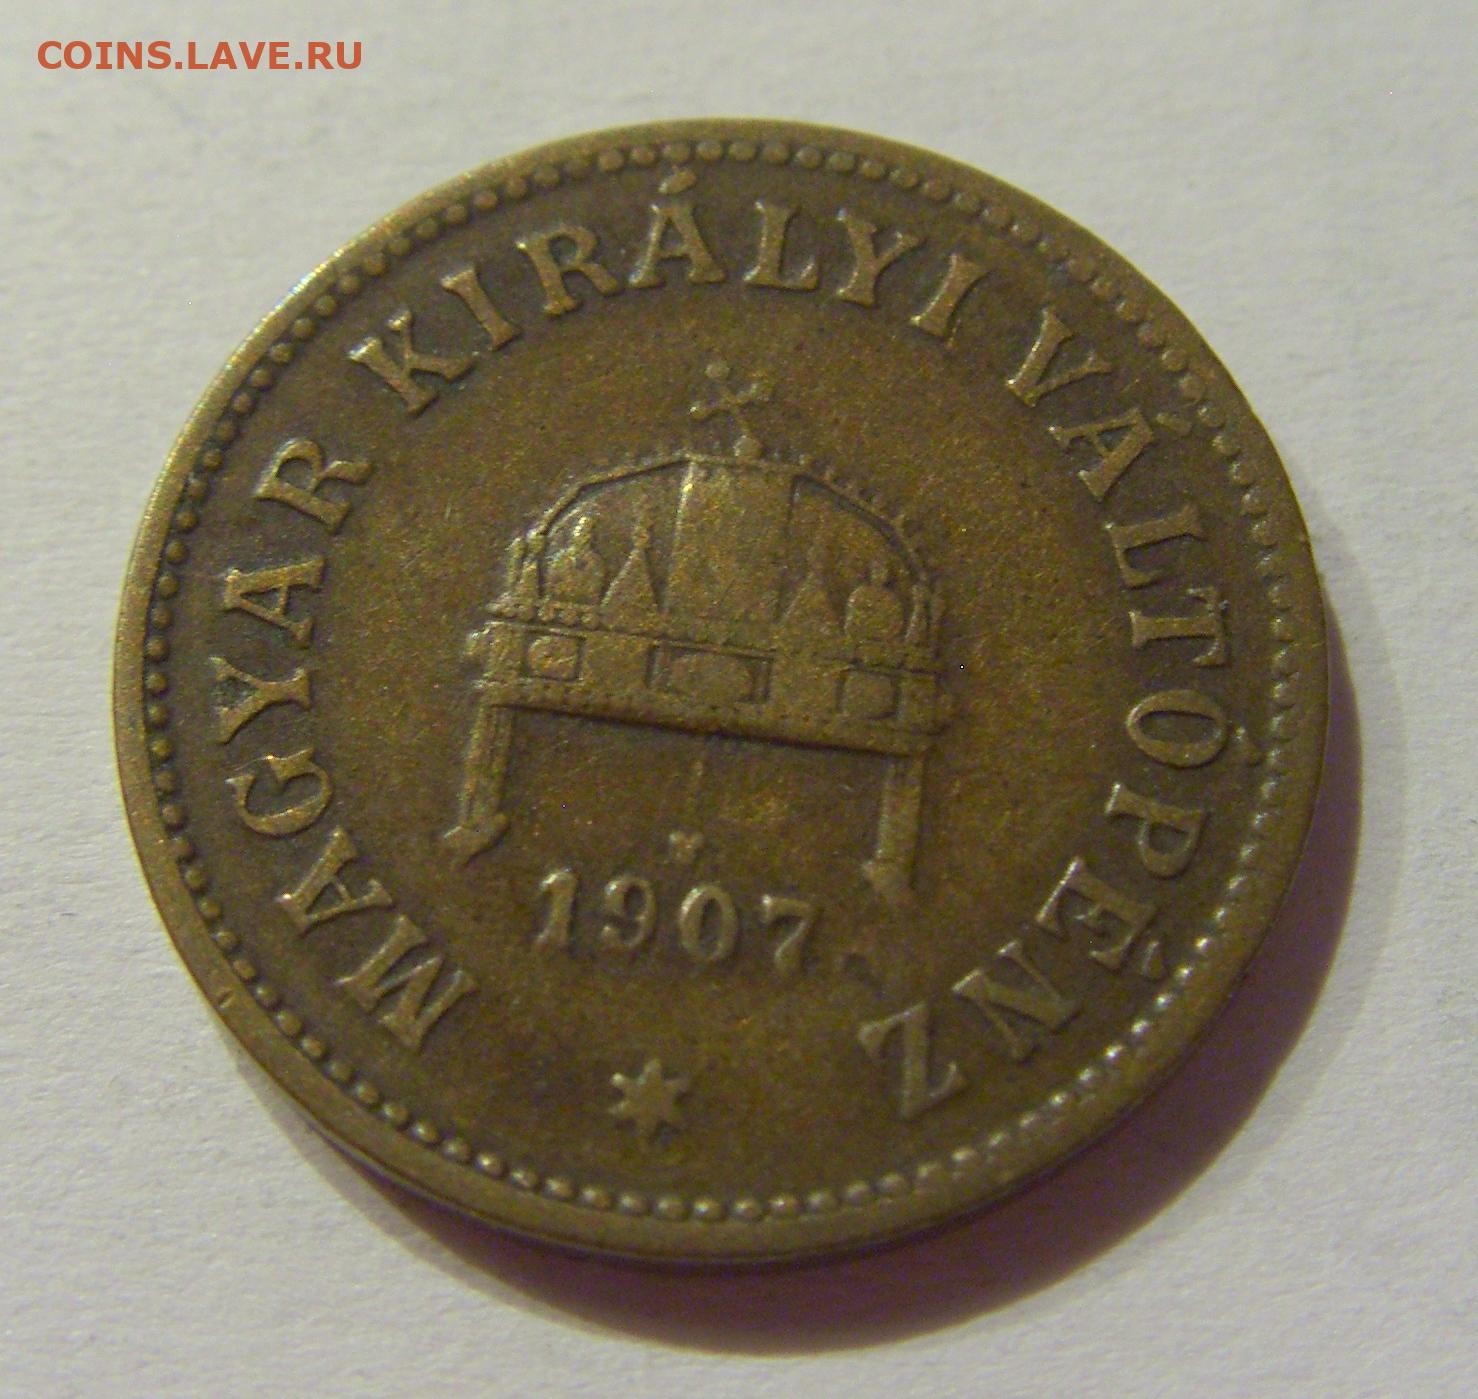 COINS.LAVE.RU
MAGYAR KIRÁLYI VÁLTÓPÉNZ
1907